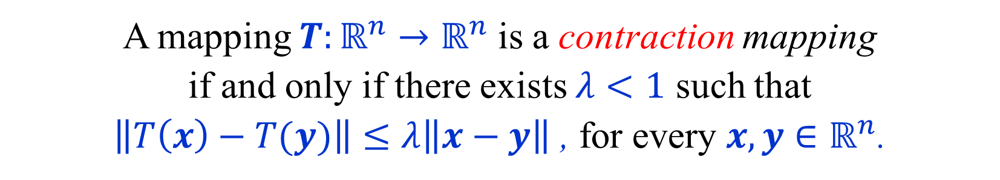 A mapping 𝑻: ℝⁿ → ℝⁿ is a contraction mapping
if and only if there exists λ < 1 such that
‖T(𝒙) − T(𝒚)‖ ≤ λ‖𝒙 − 𝒚‖ , for every 𝒙, 𝒚 ∈ ℝⁿ.